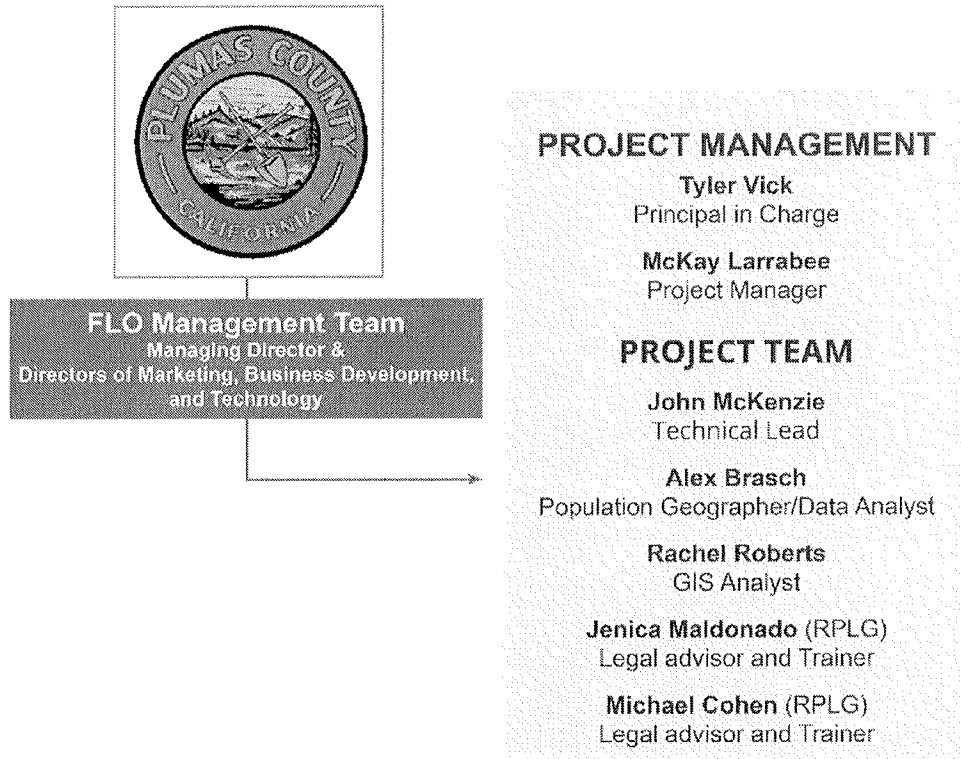 PLUMAS COUNTY
CALIFORNIA
FLO Management Team
Managing Director &
Directors of Marketing, Business Development,
and Technology
PROJECT MANAGEMENT
Tyler Vick
Principal in Charge
McKay Larrabee
Project Manager
PROJECT TEAM
John McKenzie
Technical Lead
Alex Brasch
Population Geographer/Data Analyst
Rachel Roberts
GIS Analyst
Jenica Maldonado (RPLG)
Legal advisor and Trainer
Michael Cohen (RPLG)
Legal advisor and Trainer